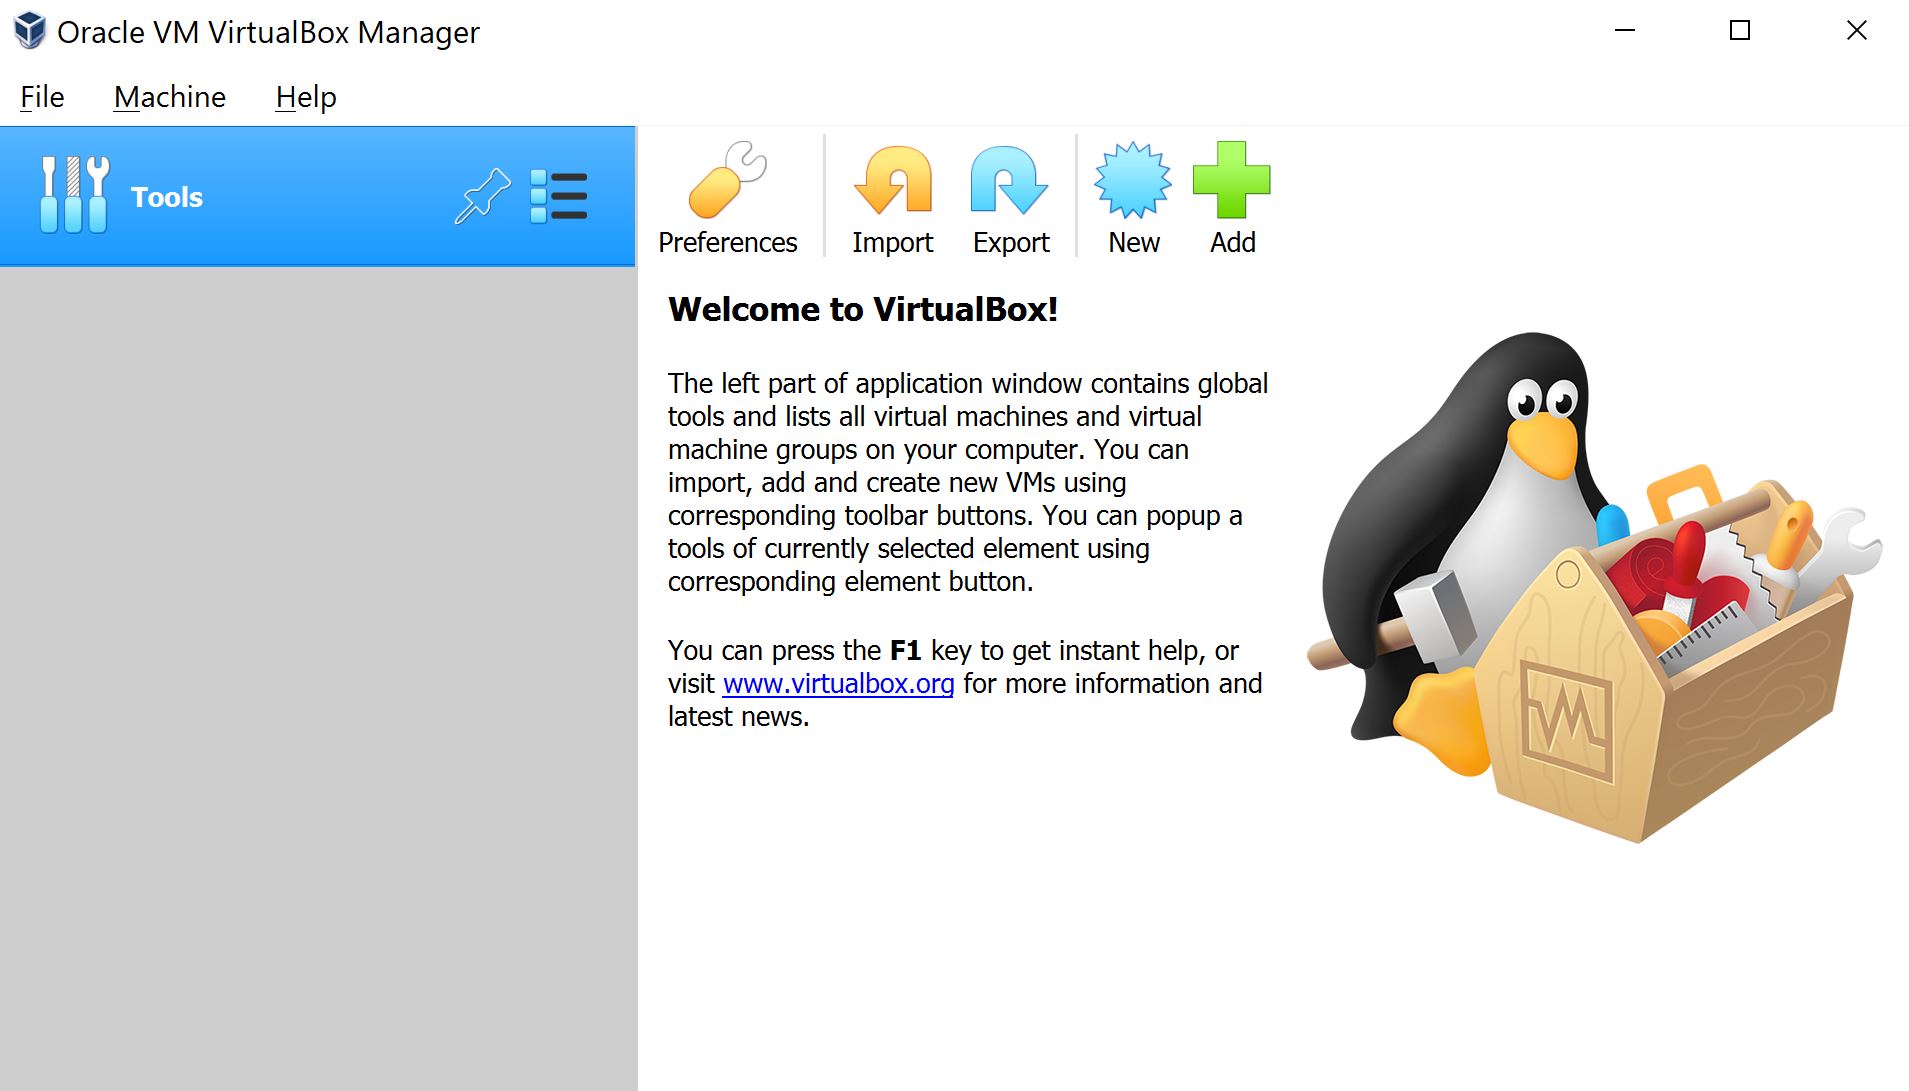 Oracle VM VirtualBox Manager
File Machine Help
Tools
Preferences Import Export New Add
Welcome to VirtualBox!
The left part of application window contains global
tools and lists all virtual machines and virtual
machine groups on your computer. You can
import, add and create new VMs using
corresponding toolbar buttons. You can popup a
tools of currently selected element using
corresponding element button.
You can press the F1 key to get instant help, or
visit www.virtualbox.org for more information and
latest news.